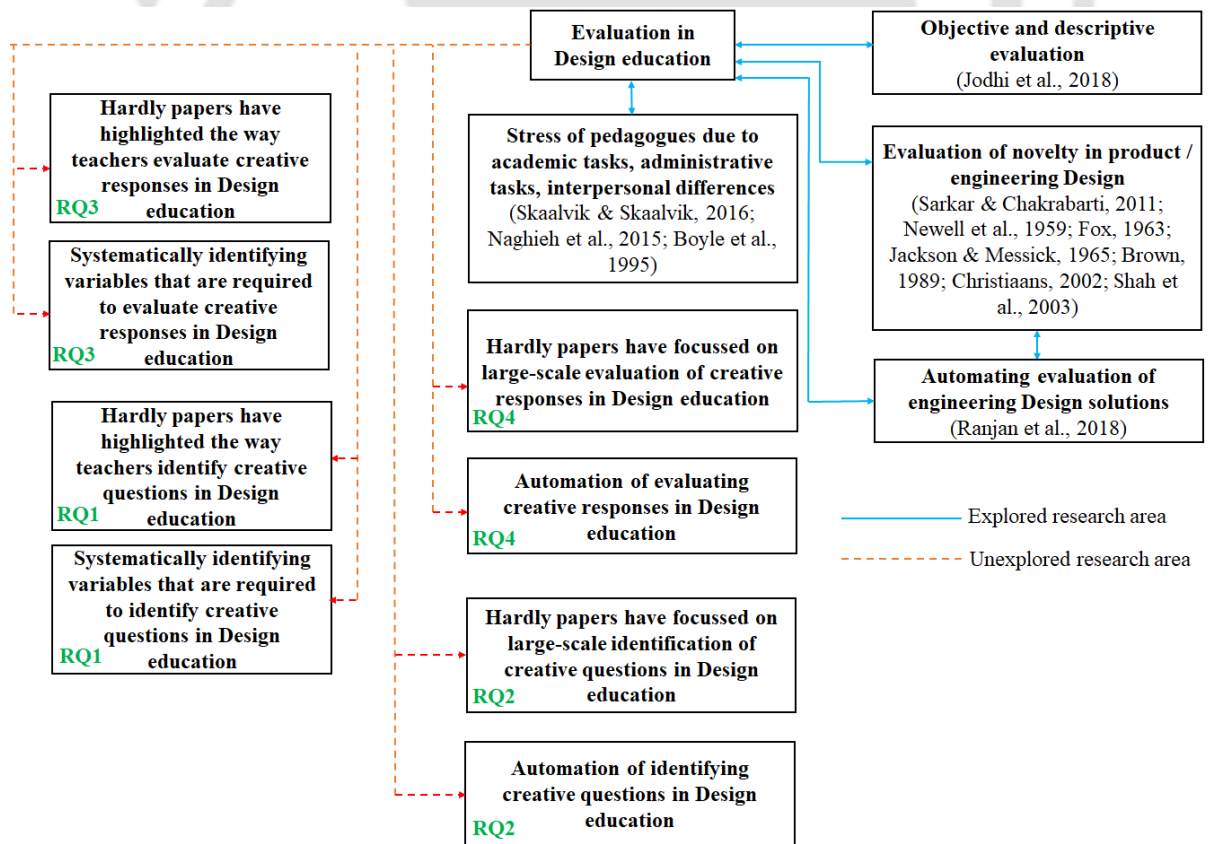 Evaluation in
Design education
Objective and descriptive
evaluation
(Jodhi et al., 2018)
Hardly papers have
highlighted the way
teachers evaluate creative
responses in Design
education
RQ3
Stress of pedagogues due to
academic tasks, administrative
tasks, interpersonal differences
(Skaalvik & Skaalvik, 2016;
Naghieh et al., 2015; Boyle et al.,
1995)
Evaluation of novelty in product /
engineering Design
(Sarkar & Chakrabarti, 2011;
Newell et al., 1959; Fox, 1963;
Jackson & Messick, 1965; Brown,
1989; Christiaans, 2002; Shah et
al., 2003)
Systematically identifying
variables that are required
to evaluate creative
responses in Design
education
RQ3
Hardly papers have focussed on
large-scale evaluation of creative
responses in Design education
RQ4
Automating evaluation of
engineering Design solutions
(Ranjan et al., 2018)
Hardly papers have
highlighted the way
teachers identify creative
questions in Design
education
RQ1
Automation of evaluating
creative responses in Design
education
RQ4
Explored research area
Unexplored research area
Systematically identifying
variables that are required
to identify creative
questions in Design
education
RQ1
Hardly papers have focussed on
large-scale identification of
creative questions in Design
education
RQ2
Automation of identifying
creative questions in Design
education
RQ2